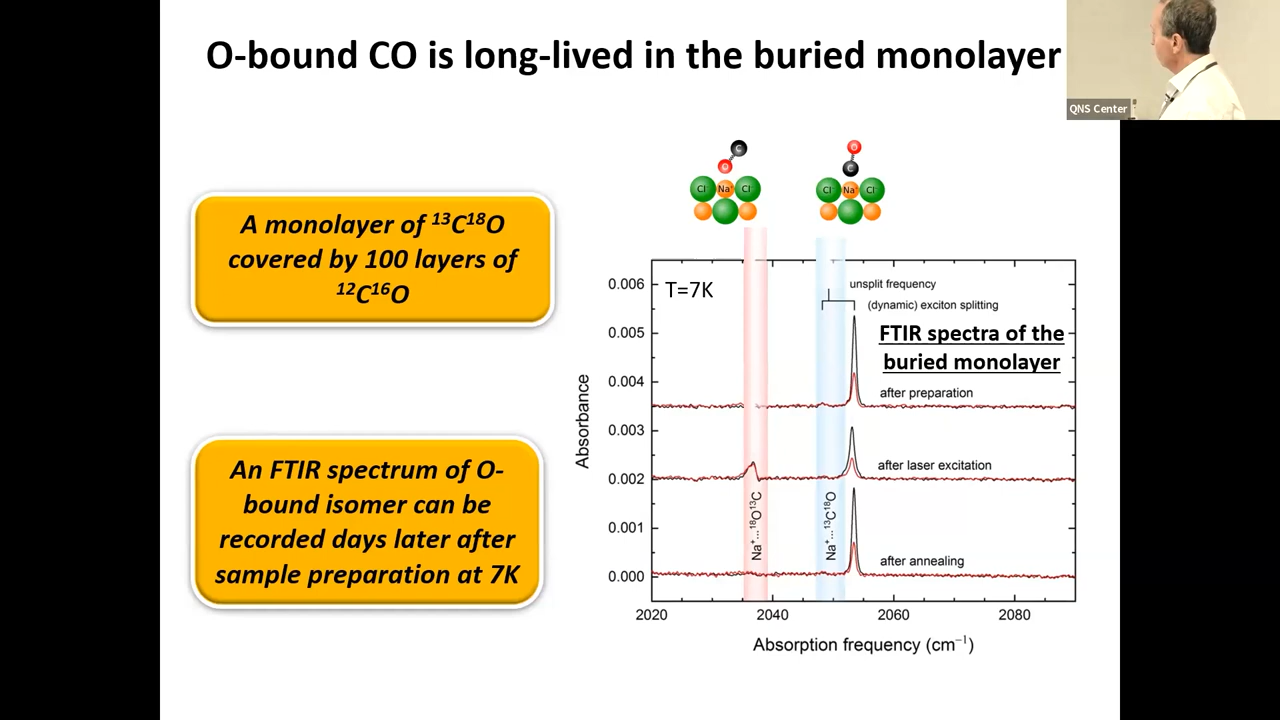 O-bound CO is long-lived in the buried monolayer
QNS Center
A monolayer of ¹³C¹⁸O
covered by 100 layers of
¹²C¹⁶O
An FTIR spectrum of O-
bound isomer can be
recorded days later after
sample preparation at 7K
C
O
Cl⁻ Na⁺ Cl⁻
O
C
Cl⁻ Na⁺ Cl⁻
T=7K
unsplit frequency
(dynamic) exciton splitting
FTIR spectra of the
buried monolayer
after preparation
after laser excitation
after annealing
Na⁺...¹⁸O¹³C
Na⁺...¹³C¹⁸O
Absorbance
0.006
0.005
0.004
0.003
0.002
0.001
0.000
2020 2040 2060 2080
Absorption frequency (cm⁻¹)